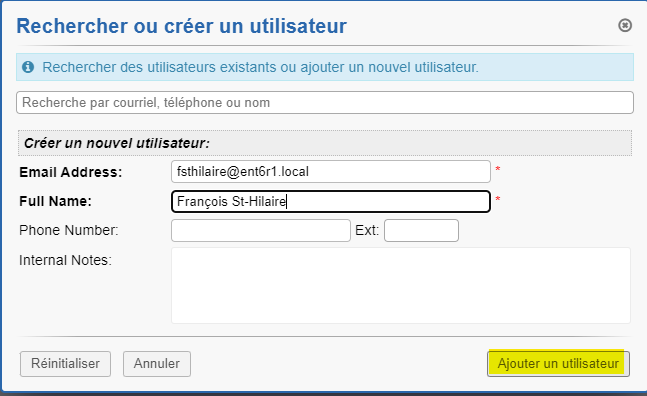 Rechercher ou créer un utilisateur
Rechercher des utilisateurs existants ou ajouter un nouvel utilisateur.
Recherche par courriel, téléphone ou nom
Créer un nouvel utilisateur:
Email Address: fsthilaire@ent6r1.local *
Full Name: François St-Hilaire *
Phone Number: Ext:
Internal Notes:
Réinitialiser Annuler Ajouter un utilisateur